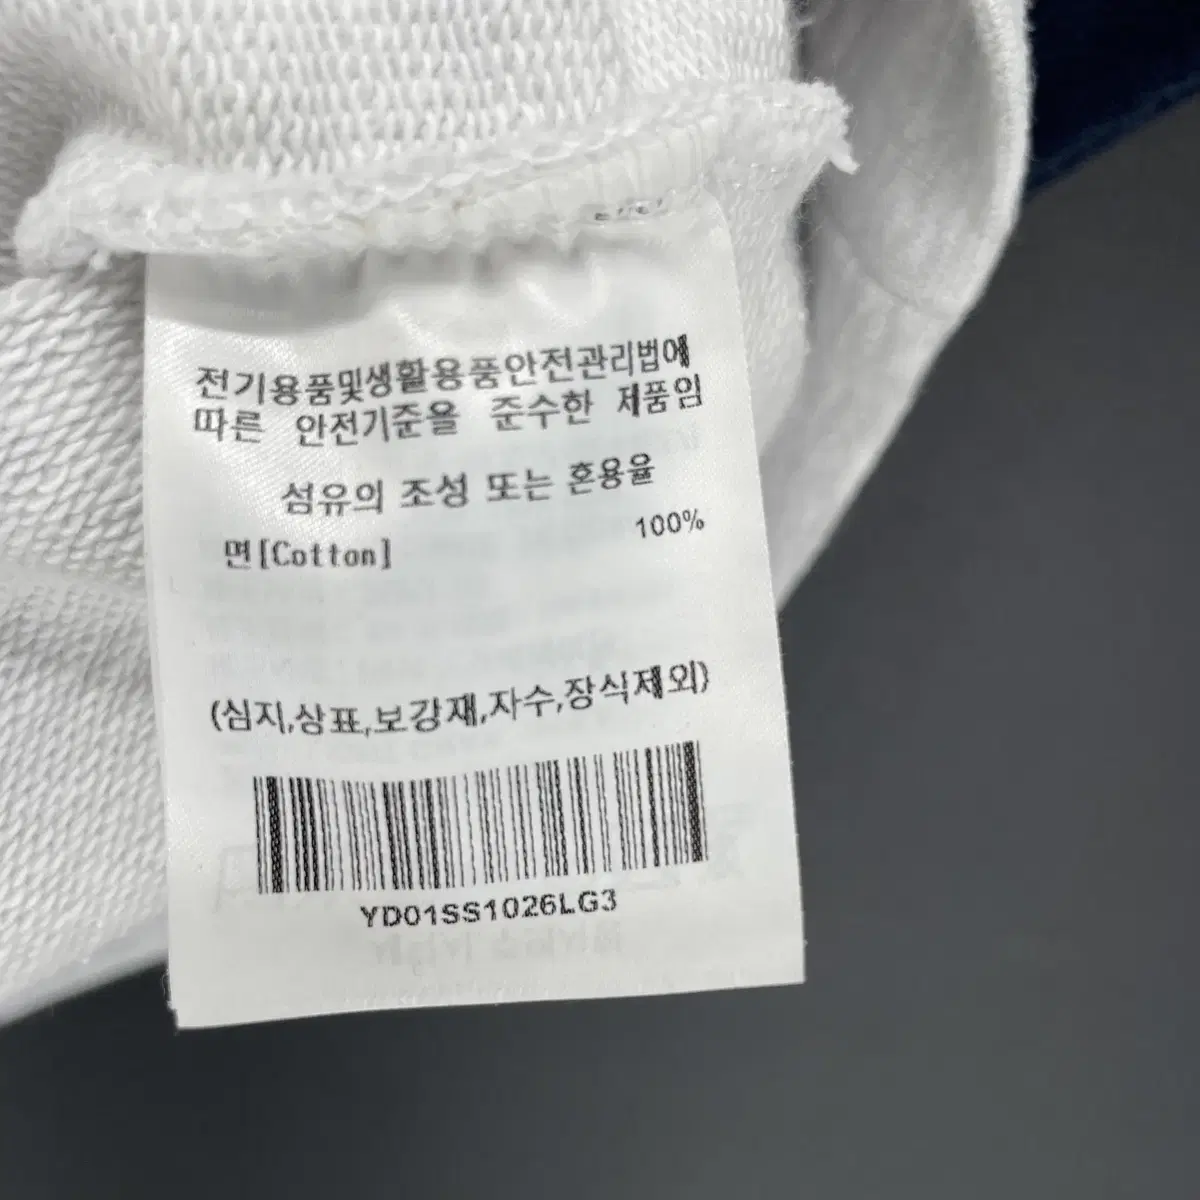 전기용품및생활용품안전관리법에
따른 안전기준을 준수한 제품임
섬유의 조성 또는 혼용율
면[Cotton] 100%
(심지,상표,보강재,자수,장식제외)
YD01SS1026LG3